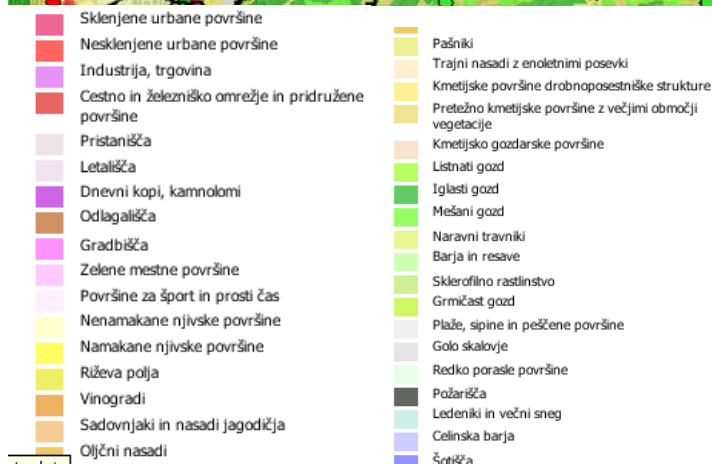 Sklenjene urbane površine
Nesklenjene urbane površine
Industrija, trgovina
Cestno in železniško omrežje in pridružene
površine
Pristanišča
Letališča
Dnevni kopi, kamnolomi
Odlagališča
Gradbišča
Zelene mestne površine
Površine za šport in prosti čas
Nenamakane njivske površine
Namakane njivske površine
Riževa polja
Vinogradi
Sadovnjaki in nasadi jagodičja
Oljčni nasadi
Pašniki
Trajni nasadi z enoletnimi posevki
Kmetijske površine drobnoposestniške strukture
Pretežno kmetijske površine z večjimi območji
vegetacije
Kmetijsko gozdarske površine
Listnati gozd
Iglasti gozd
Mešani gozd
Naravni travniki
Barja in resave
Sklerofilno rastlinstvo
Grmičast gozd
Plaže, sipine in peščene površine
Golo skalovje
Redko porasle površine
Požarišča
Ledeniki in večni sneg
Celinska barja
Šotišča